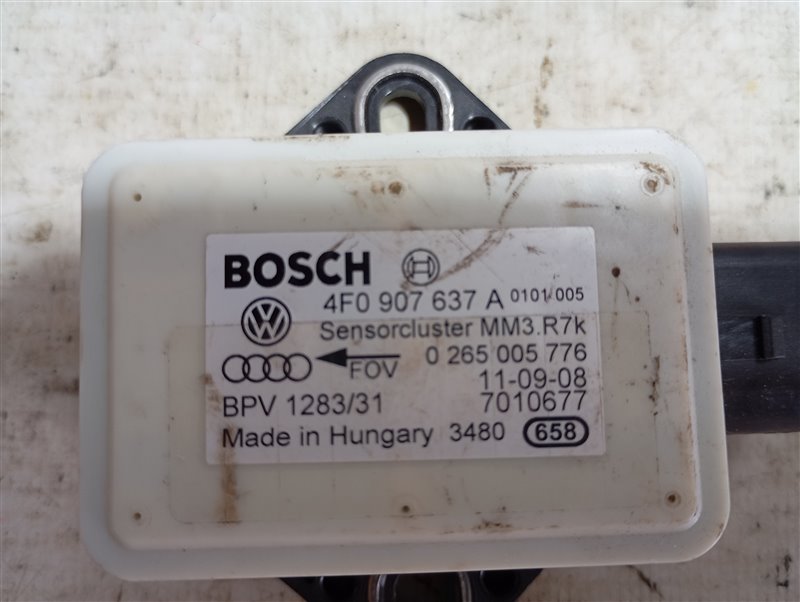 BOSCH
4F0 907 637 A 0101/005
Sensorcluster MM3.R7k
FOV 0 265 005 776
11-09-08
BPV 1283/31 7010677
Made in Hungary 3480 658